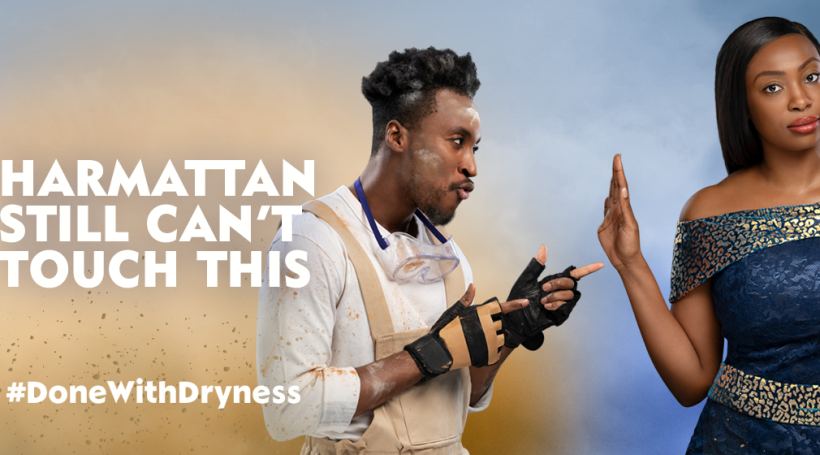 HARMATTAN
STILL CAN'T
TOUCH THIS
#DoneWithDryness